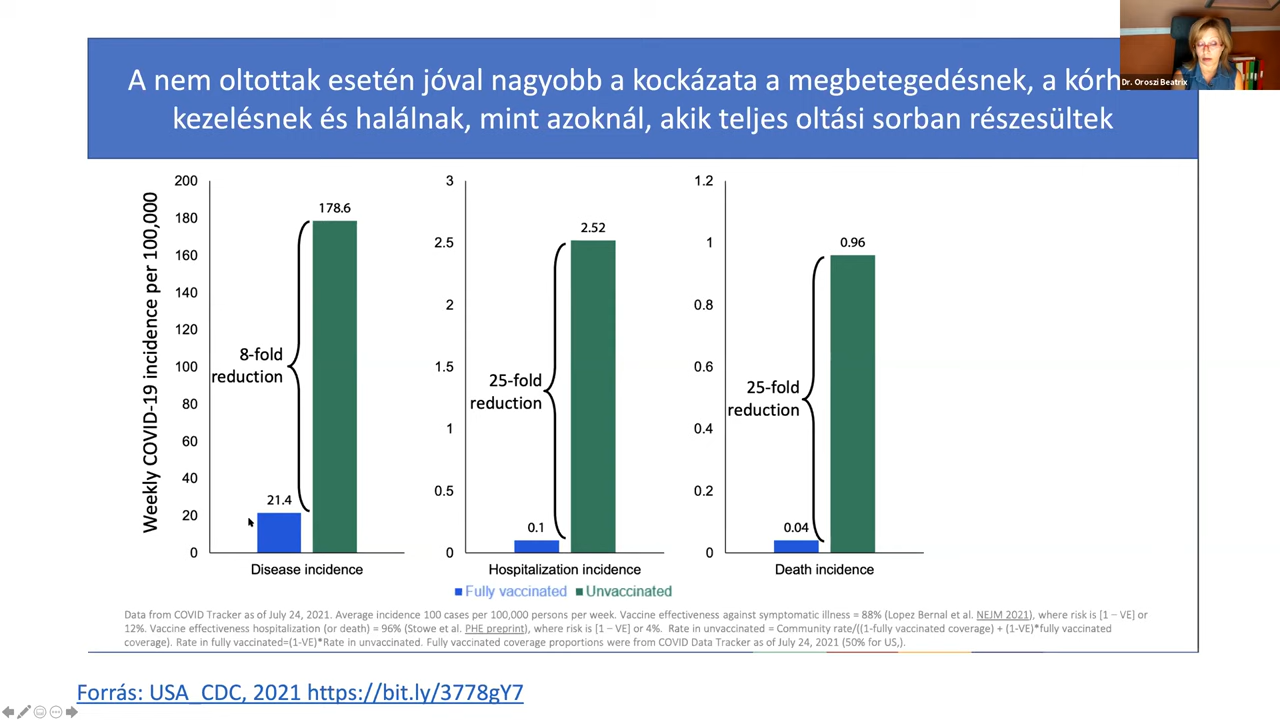 A nem oltottak esetén jóval nagyobb a kockázata a megbetegedésnek, a kórh
kezelésnek és halálnak, mint azoknál, akik teljes oltási sorban részesültek
Dr. Oroszi Beatrix
Weekly COVID-19 incidence per 100,000
200
180
160
140
120
100
80
60
40
20
0
178.6
8-fold
reduction
21.4
Disease incidence
3
2.5
2
1.5
1
0.5
0
2.52
25-fold
reduction
0.1
Hospitalization incidence
1.2
1
0.8
0.6
0.4
0.2
0
0.96
25-fold
reduction
0.04
Death incidence
Fully vaccinated Unvaccinated
Data from COVID Tracker as of July 24, 2021. Average incidence 100 cases per 100,000 persons per week. Vaccine effectiveness against symptomatic illness = 88% (Lopez Bernal et al. NEJM 2021), where risk is [1 – VE] or
12%. Vaccine effectiveness hospitalization (or death) = 96% (Stowe et al. PHE preprint), where risk is [1 – VE] or 4%. Rate in unvaccinated = Community rate/((1-fully vaccinated coverage) + (1-VE)*fully vaccinated
coverage). Rate in fully vaccinated=(1-VE)*Rate in unvaccinated. Fully vaccinated coverage proportions were from COVID Data Tracker as of July 24, 2021 (50% for US,).
Forrás: USA_CDC, 2021 https://bit.ly/3778gY7